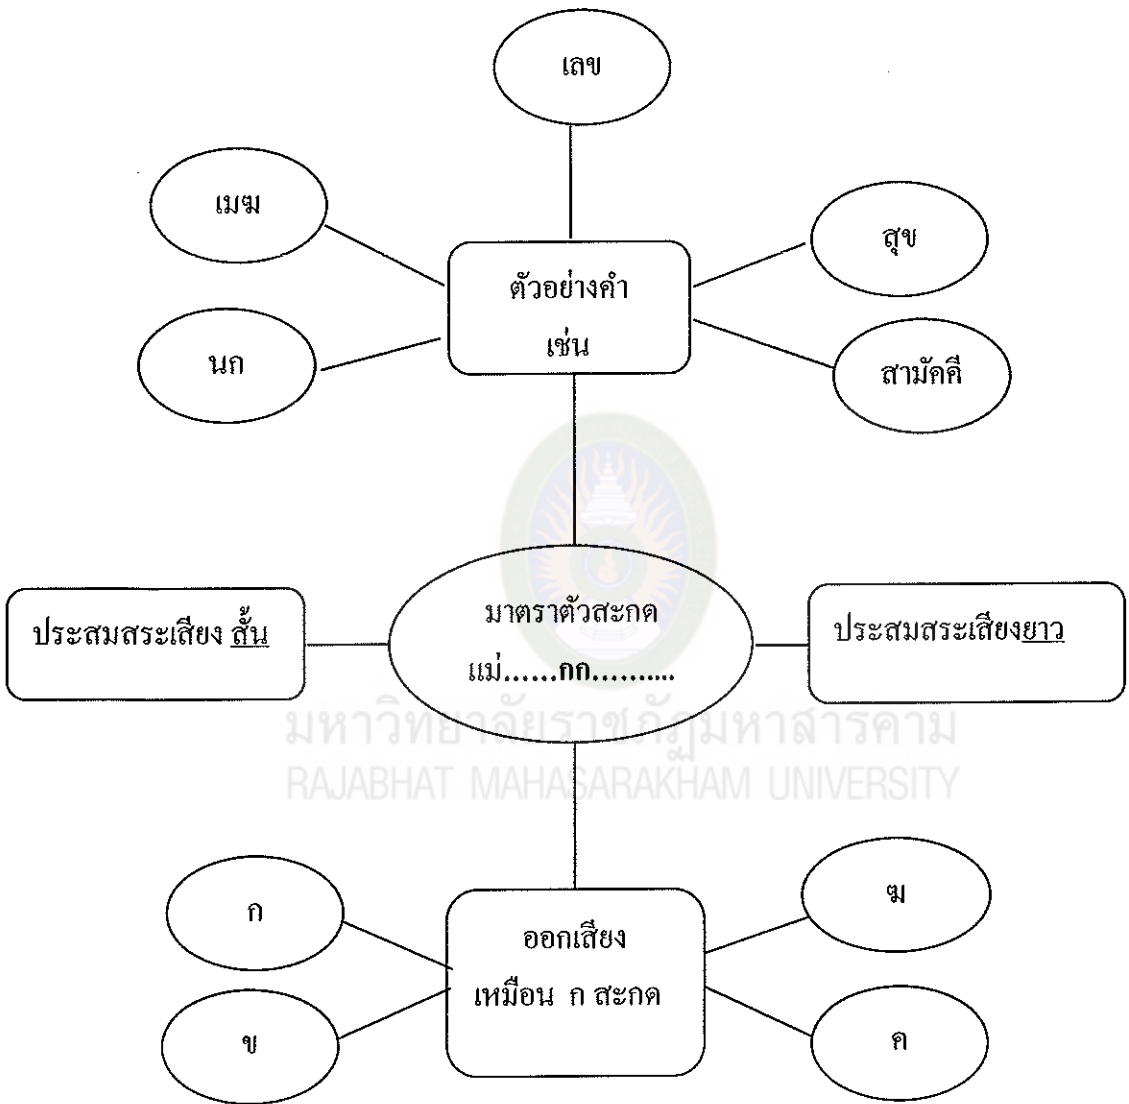 เลข
เมฆ
สุข
ตัวอย่างคำ
เช่น
นก
สามัคคี
ประสมสระเสียง สั้น
มาตราตัวสะกด
แม่......กก..........
ประสมสระเสียงยาว
มหาวิทยาลัยราชภัฏมหาสารคาม
RAJABHAT MAHASARAKHAM UNIVERSITY
ก
ฆ
ออกเสียง
เหมือน ก สะกด
ข
ค